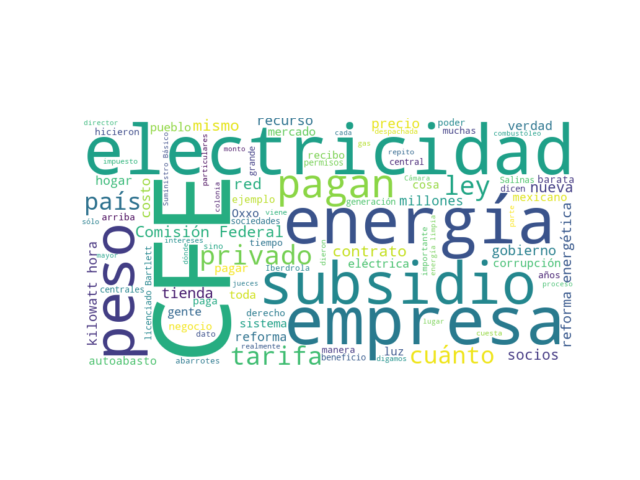 director
hicieron
pueblo
mismo
recurso
mercado
precio
despachada
poder
muchas
verdad
combustóleo
electricidad
impuesto
Suministro Básico
particulares
monto
grande
recibo
cada
permisos
gas
repito
central
Salinas
barata
hogar
colonia
red
ejemplo
pagan
cosa
ley
dicen
nueva
país
costo
Oxxo
viene
millones
generación
Cámara
mexicano
arriba
sociedades
sólo
Comisión Federal
energía
parte
CFE
intereses
dónde
sino
tiempo
dieron
contrato
importante
energía limpia
gobierno
reforma energética
peso
kilowatt hora
mayor
privado
eléctrica
corrupción
licenciado Bartlett
pagar
Iberdrola
subsidio
años
centrales
tienda
toda
jueces
proceso
paga
gente
derecho
empresa
negocio
dato
sistema
lugar
reforma
realmente
cuesta
autoabasto
abarrotes
tarifa
manera
beneficio
luz
digamos
cuánto
socios